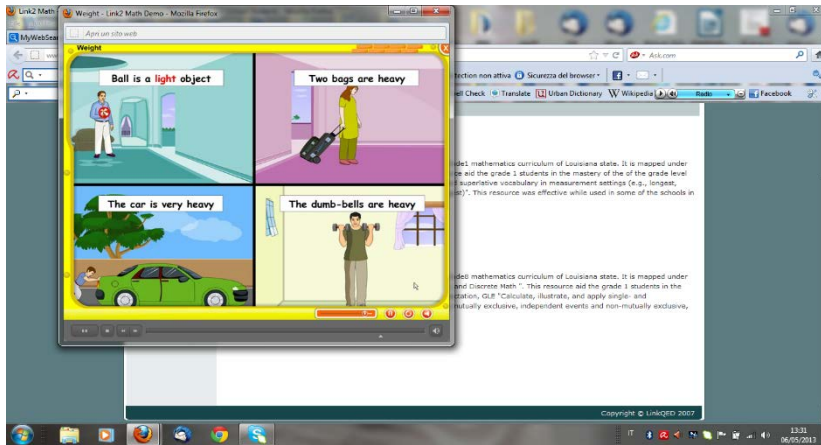 Link2 Math
Weight - Link2 Math Demo - Mozilla Firefox
MyWebSear
Apri un sito web
Weight
Ask.com
Ball is a light object
Two bags are heavy
tection non attiva
Sicurezza del browser
ell Check
Translate
Urban Dictionary
Wikipedia
Radio
Facebook
The car is very heavy
The dumb-bells are heavy
mathematics curriculum of Louisiana state. It is mapped under
ce aid the grade 1 students in the mastery of the of the grade level
superlative vocabulary in measurement settings (e.g., longest,
This resource was effective while used in some of the schools in
mathematics curriculum of Louisiana state. It is mapped under
and Discrete Math ". This resource aid the grade 1 students in the
GLE "Calculate, illustrate, and apply single- and
mutually exclusive, independent events and non-mutually exclusive,
Copyright © LinkQED 2007
IT
13:31
06/05/2013